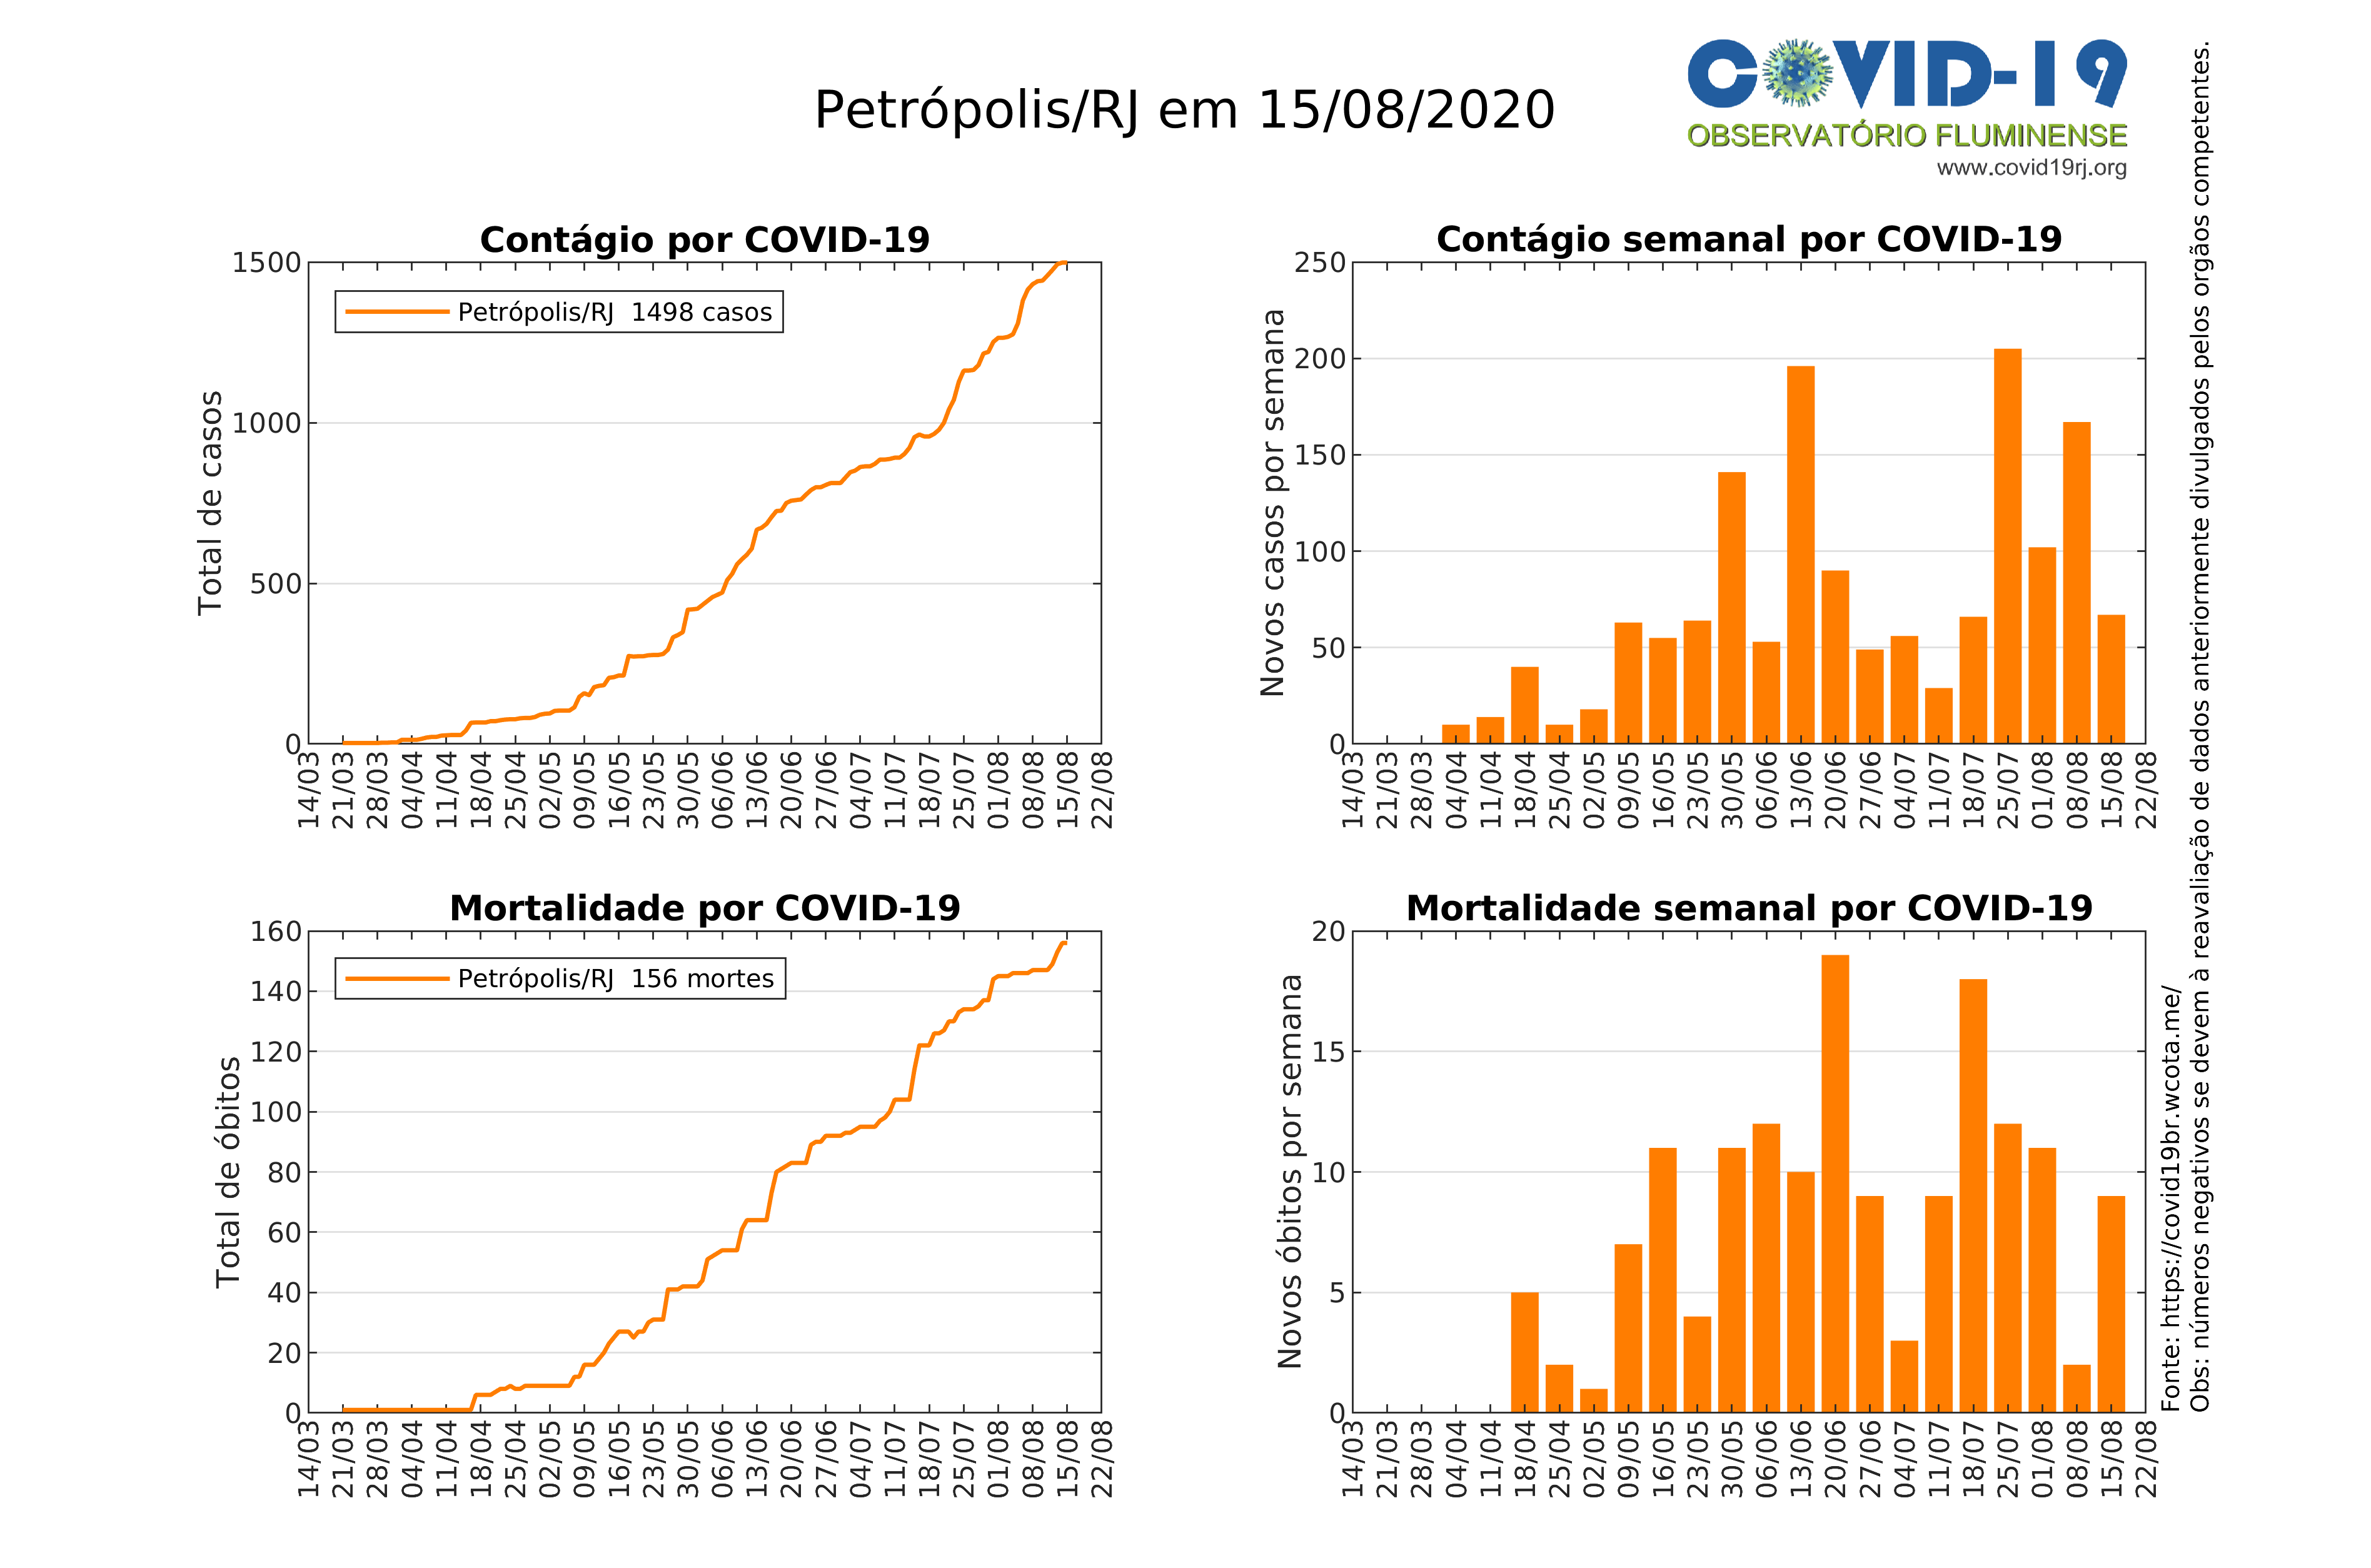 Petrópolis/RJ em 15/08/2020
COVID-19
OBSERVATÓRIO FLUMINENSE
www.covid19rj.org
Contágio por COVID-19
Total de casos
1500
1000
500
0
Petrópolis/RJ 1498 casos
14/03 21/03 28/03 04/04 11/04 18/04 25/04 02/05 09/05 16/05 23/05 30/05 06/06 13/06 20/06 27/06 04/07 11/07 18/07 25/07 01/08 08/08 15/08 22/08
Contágio semanal por COVID-19
Novos casos por semana
250
200
150
100
50
0
14/03 21/03 28/03 04/04 11/04 18/04 25/04 02/05 09/05 16/05 23/05 30/05 06/06 13/06 20/06 27/06 04/07 11/07 18/07 25/07 01/08 08/08 15/08 22/08
Mortalidade por COVID-19
Total de óbitos
160
140
120
100
80
60
40
20
0
Petrópolis/RJ 156 mortes
14/03 21/03 28/03 04/04 11/04 18/04 25/04 02/05 09/05 16/05 23/05 30/05 06/06 13/06 20/06 27/06 04/07 11/07 18/07 25/07 01/08 08/08 15/08 22/08
Mortalidade semanal por COVID-19
Novos óbitos por semana
20
15
10
5
0
14/03 21/03 28/03 04/04 11/04 18/04 25/04 02/05 09/05 16/05 23/05 30/05 06/06 13/06 20/06 27/06 04/07 11/07 18/07 25/07 01/08 08/08 15/08 22/08
Fonte: https://covid19br.wcota.me/
Obs: números negativos se devem à reavaliação de dados anteriormente divulgados pelos orgãos competentes.